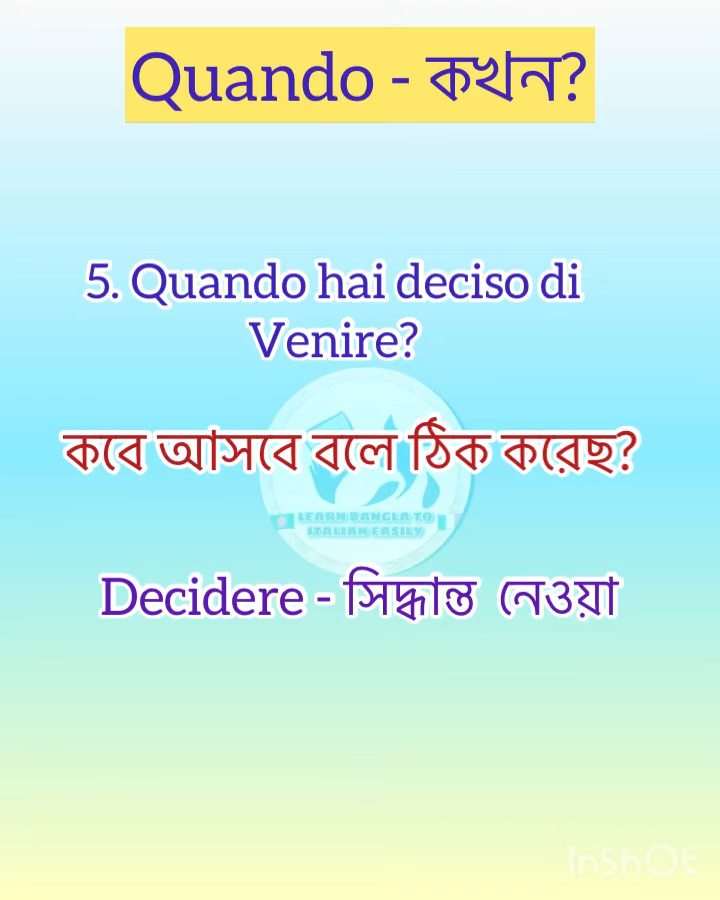 Quando - কখন?
5. Quando hai deciso di
Venire?
কবে আসবে বলে ঠিক করেছ?
LEARN BANGLA TO
ITALIAN EASILY
Decidere - সিদ্ধান্ত নেওয়া
InShOt